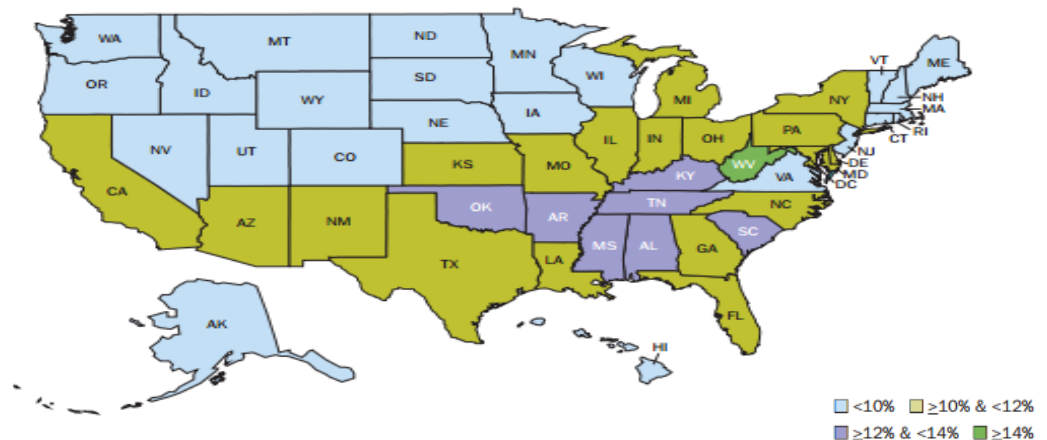 WA
MT
ND
MN
VT
ME
OR
ID
SD
WI
WY
MI
NY
NH
MA
IA
NE
PA
RI
CT
NV
UT
CO
IL
IN
OH
NJ
KS
MO
WV
VA
DE
MD
DC
CA
KY
OK
AR
TN
NC
AZ
NM
MS
AL
SC
GA
TX
LA
FL
AK
HI
<10% ≥10% & <12%
≥12% & <14% ≥14%